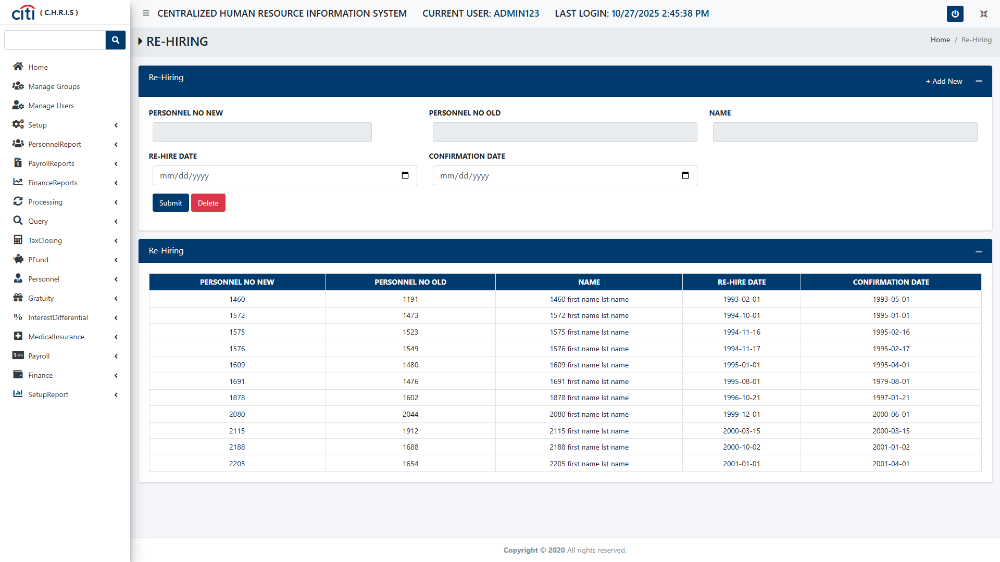 citi ( C.H.R.I.S )
CENTRALIZED HUMAN RESOURCE INFORMATION SYSTEM CURRENT USER: ADMIN123 LAST LOGIN: 10/27/2025 2:45:38 PM
RE-HIRING
Home / Re-Hiring
Home
Manage Groups
Manage Users
Setup
PersonnelReport
PayrollReports
FinanceReports
Processing
Query
TaxClosing
PFund
Personnel
Gratuity
InterestDifferential
MedicalInsurance
Payroll
Finance
SetupReport
Re-Hiring
+ Add New
PERSONNEL NO NEW PERSONNEL NO OLD NAME
RE-HIRE DATE CONFIRMATION DATE
mm/dd/yyyy mm/dd/yyyy
Submit Delete
Re-Hiring
PERSONNEL NO NEW PERSONNEL NO OLD NAME RE-HIRE DATE CONFIRMATION DATE
1460 1191 1460 first name lst name 1993-02-01 1993-05-01
1572 1473 1572 first name lst name 1994-10-01 1995-01-01
1575 1523 1575 first name lst name 1994-11-16 1995-02-16
1576 1549 1576 first name lst name 1994-11-17 1995-02-17
1609 1480 1609 first name lst name 1995-01-01 1995-04-01
1691 1476 1691 first name lst name 1995-08-01 1979-08-01
1878 1602 1878 first name lst name 1996-10-21 1997-01-21
2080 2044 2080 first name lst name 1999-12-01 2000-06-01
2115 1912 2115 first name lst name 2000-03-15 2000-03-15
2188 1688 2188 first name lst name 2000-10-02 2001-01-02
2205 1654 2205 first name lst name 2001-01-01 2001-04-01
Copyright © 2020 All rights reserved.